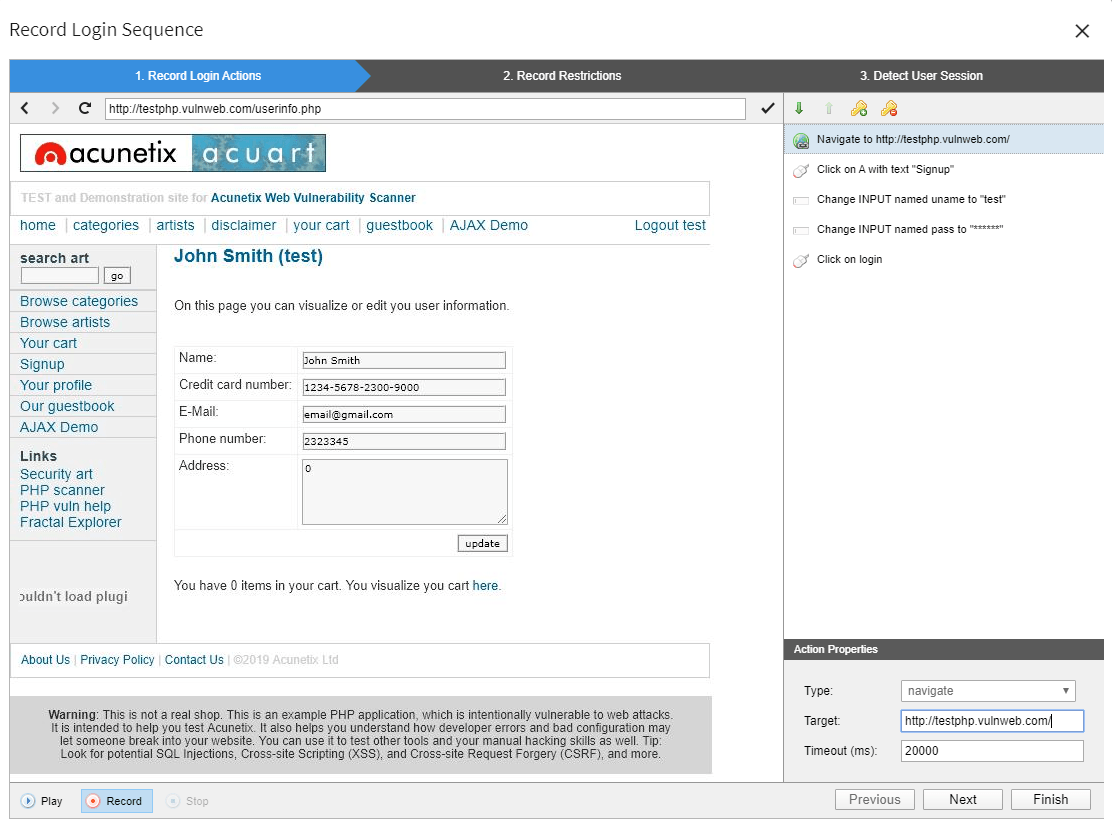 Record Login Sequence
1. Record Login Actions
2. Record Restrictions
3. Detect User Session
http://testphp.vulnweb.com/userinfo.php
acunetix acuart
TEST and Demonstration site for Acunetix Web Vulnerability Scanner
home | categories | artists | disclaimer | your cart | guestbook | AJAX Demo
Logout test
search art
go
Browse categories
Browse artists
Your cart
Signup
Your profile
Our guestbook
AJAX Demo
Links
Security art
PHP scanner
PHP vuln help
Fractal Explorer
ouldn't load plugi
John Smith (test)
On this page you can visualize or edit you user information.
Name: John Smith
Credit card number: 1234-5678-2300-9000
E-Mail: email@gmail.com
Phone number: 2323345
Address: 0
update
You have 0 items in your cart. You visualize you cart here.
About Us | Privacy Policy | Contact Us | ©2019 Acunetix Ltd
Warning: This is not a real shop. This is an example PHP application, which is intentionally vulnerable to web attacks.
It is intended to help you test Acunetix. It also helps you understand how developer errors and bad configuration may
let someone break into your website. You can use it to test other tools and your manual hacking skills as well. Tip:
Look for potential SQL Injections, Cross-site Scripting (XSS), and Cross-site Request Forgery (CSRF), and more.
Navigate to http://testphp.vulnweb.com/
Click on A with text "Signup"
Change INPUT named uname to "test"
Change INPUT named pass to "******"
Click on login
Action Properties
Type: navigate
Target: http://testphp.vulnweb.com/
Timeout (ms): 20000
Play
Record
Stop
Previous
Next
Finish